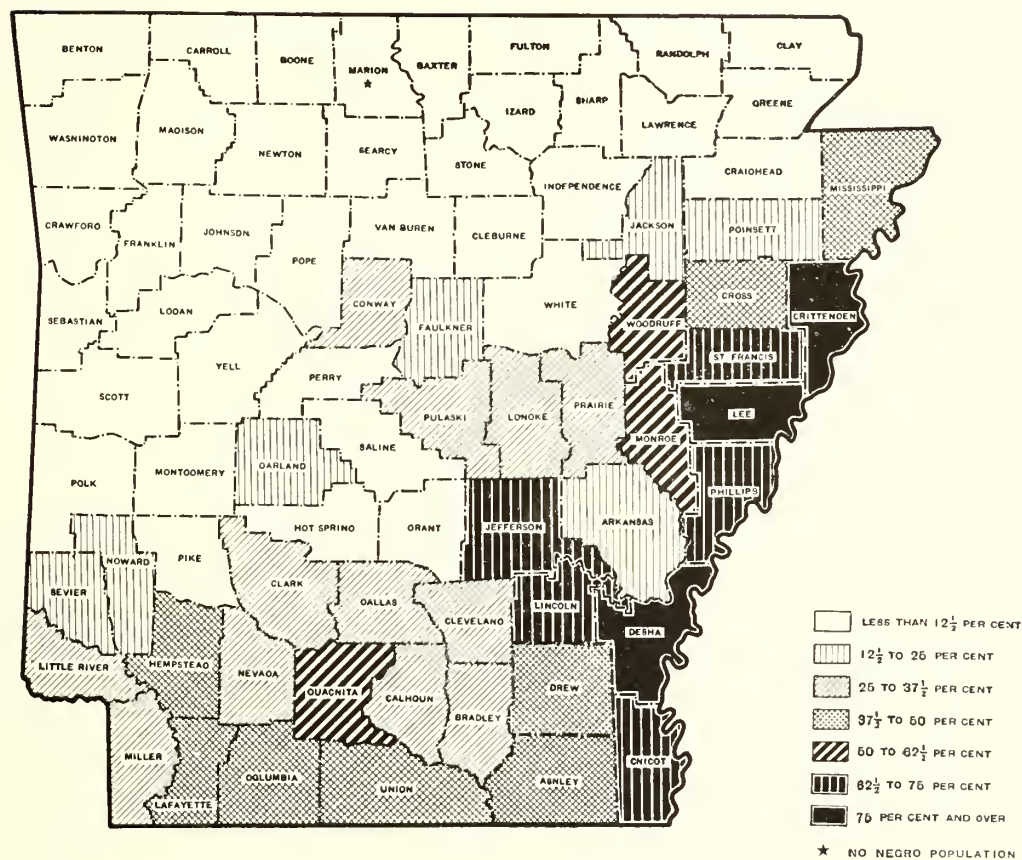 BENTON CARROLL BOONE MARION BAXTER FULTON RANDOLPH CLAY
IZARD SHARP LAWRENCE GREENE
WASHINGTON MADISON NEWTON SEARCY STONE
INDEPENDENCE CRAIGHEAD MISSISSIPPI
CRAWFORD FRANKLIN JOHNSON VAN BUREN CLEBURNE JACKSON POINSETT
POPE
CONWAY WHITE CROSS
SEBASTIAN LOGAN FAULKNER WOODRUFF CRITTENDEN
ST FRANCIS
YELL PERRY
SCOTT PULASKI LONOKE PRAIRIE LEE
MONROE
SALINE
POLK MONTGOMERY GARLAND PHILLIPS
HOT SPRING GRANT JEFFERSON ARKANSAS
HOWARD PIKE
SEVIER CLARK DALLAS LINCOLN
CLEVELAND DESHA
LITTLE RIVER HEMPSTEAD NEVADA OUACHITA CALHOUN DREW
BRADLEY
MILLER CHICOT
LAFAYETTE COLUMBIA UNION ASHLEY
LESS THAN 12½ PER CENT
12½ TO 25 PER CENT
25 TO 37½ PER CENT
37½ TO 50 PER CENT
50 TO 62½ PER CENT
62½ TO 75 PER CENT
75 PER CENT AND OVER
★ NO NEGRO POPULATION